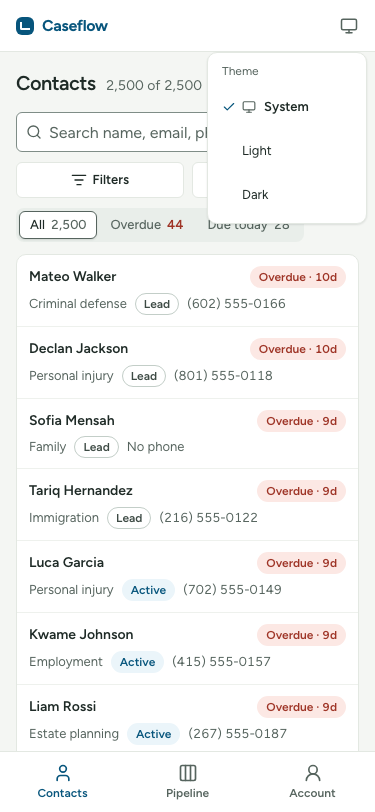 Caseflow
Theme
System
Light
Dark
Contacts 2,500 of 2,500
Search name, email,
Filters
All 2,500 Overdue 44 Due today 28
Mateo Walker Overdue · 10d
Criminal defense Lead (602) 555-0166
Declan Jackson Overdue · 10d
Personal injury Lead (801) 555-0118
Sofia Mensah Overdue · 9d
Family Lead No phone
Tariq Hernandez Overdue · 9d
Immigration Lead (216) 555-0122
Luca Garcia Overdue · 9d
Personal injury Active (702) 555-0149
Kwame Johnson Overdue · 9d
Employment Active (415) 555-0157
Liam Rossi Overdue · 9d
Estate planning Active (267) 555-0187
Contacts Pipeline Account